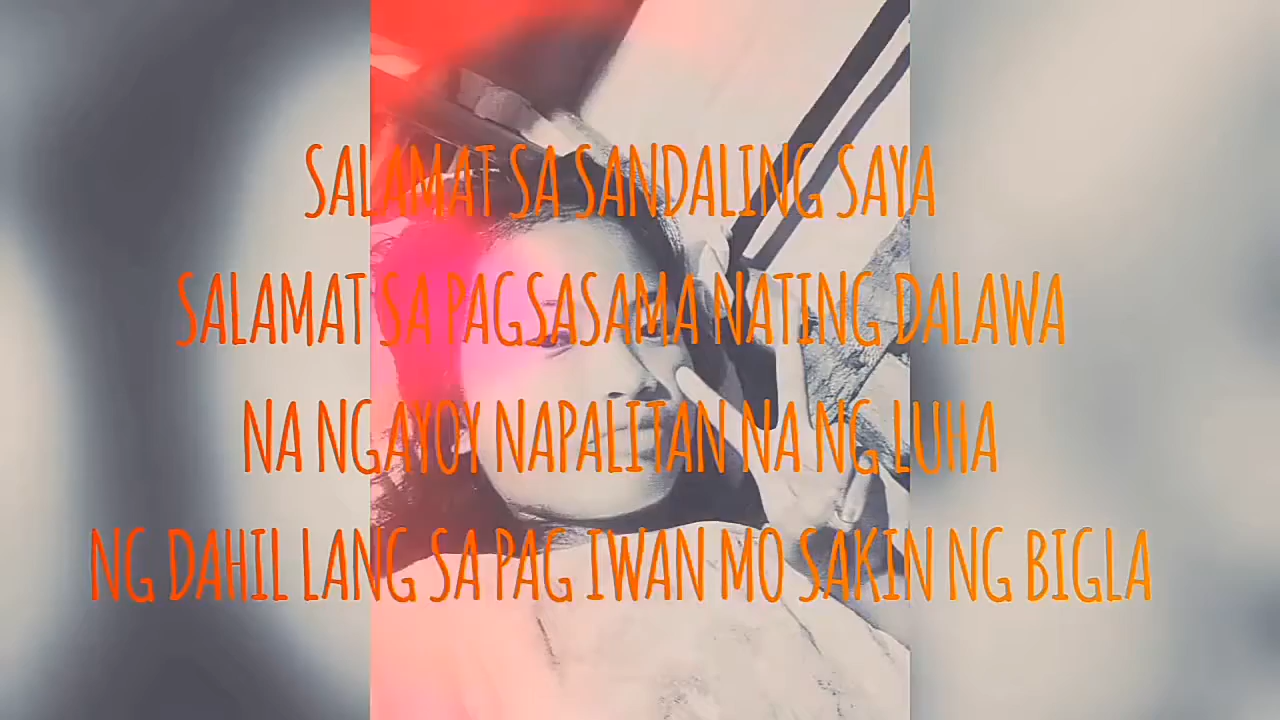 SALAMAT SA SANDALING SAYA
SALAMAT SA PAGSASAMA NATING DALAWA
NA NGAYOY NAPALITAN NA NG LUHA
NG DAHIL LANG SA PAG IWAN MO SAKIN NG BIGLA